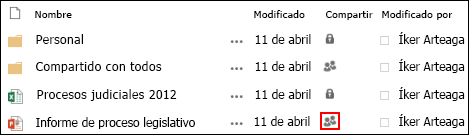 Nombre Modificado Compartir Modificado por
Personal ... 11 de abril Íker Arteaga
Compartido con todos ... 11 de abril Íker Arteaga
Procesos judiciales 2012 ... 11 de abril Íker Arteaga
Informe de proceso legislativo ... 11 de abril Íker Arteaga